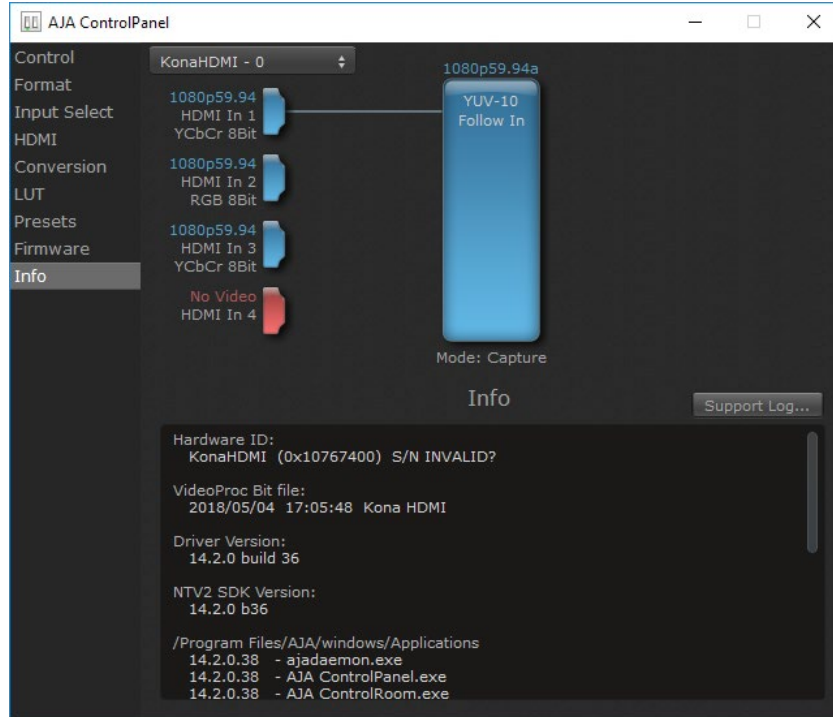 AJA ControlPanel
Control
Format
Input Select
HDMI
Conversion
LUT
Presets
Firmware
Info
KonaHDMI - 0
1080p59.94
HDMI In 1
YCbCr 8Bit
1080p59.94
HDMI In 2
RGB 8Bit
1080p59.94
HDMI In 3
YCbCr 8Bit
No Video
HDMI In 4
1080p59.94a
YUV-10
Follow In
Mode: Capture
Info
Support Log...
Hardware ID:
KonaHDMI (0x10767400) S/N INVALID?
VideoProc Bit file:
2018/05/04 17:05:48 Kona HDMI
Driver Version:
14.2.0 build 36
NTV2 SDK Version:
14.2.0 b36
/Program Files/AJA/windows/Applications
14.2.0.38 - ajadaemon.exe
14.2.0.38 - AJA ControlPanel.exe
14.2.0.38 - AJA ControlRoom.exe